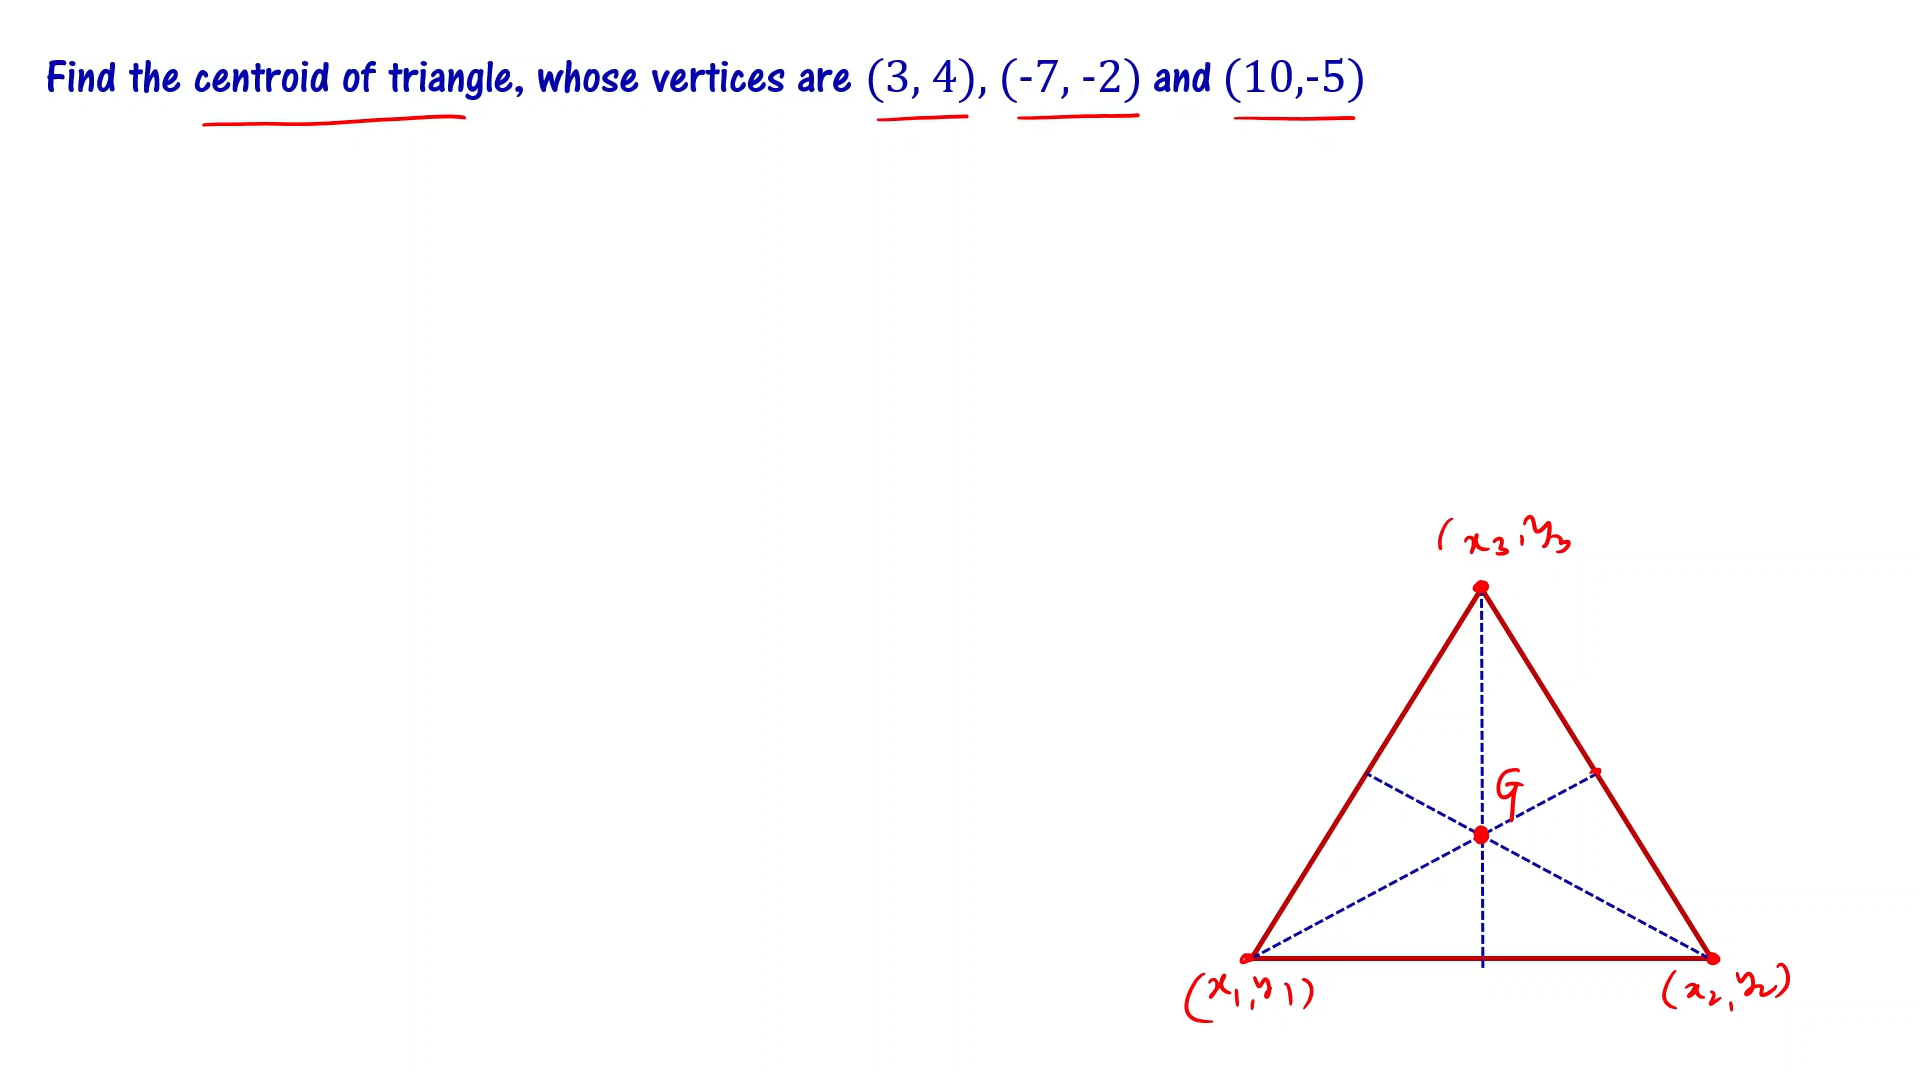 Find the centroid of triangle, whose vertices are (3, 4), (-7, -2) and (10,-5)
(x3,y3
G
(x1,y1) (x2,y2)